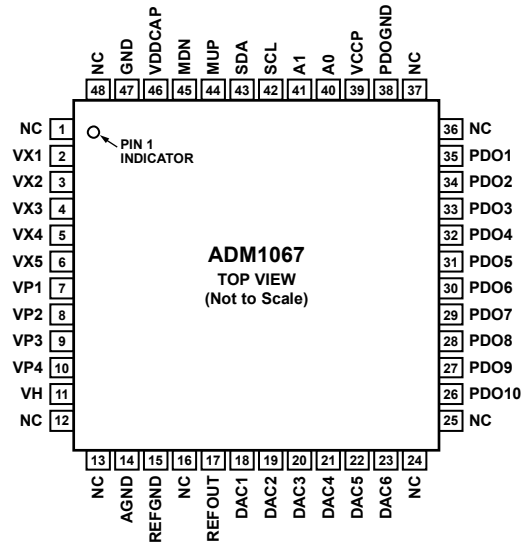 NC
GND
VDDCAP
MDN
MUP
SDA
SCL
A1
A0
VCCP
PDOGND
NC
48
47
46
45
44
43
42
41
40
39
38
37
NC 1
VX1 2
VX2 3
VX3 4
VX4 5
VX5 6
VP1 7
VP2 8
VP3 9
VP4 10
VH 11
NC 12
PIN 1
INDICATOR
ADM1067
TOP VIEW
(Not to Scale)
36 NC
35 PDO1
34 PDO2
33 PDO3
32 PDO4
31 PDO5
30 PDO6
29 PDO7
28 PDO8
27 PDO9
26 PDO10
25 NC
13
14
15
16
17
18
19
20
21
22
23
24
NC
AGND
REFGND
NC
REFOUT
DAC1
DAC2
DAC3
DAC4
DAC5
DAC6
NC